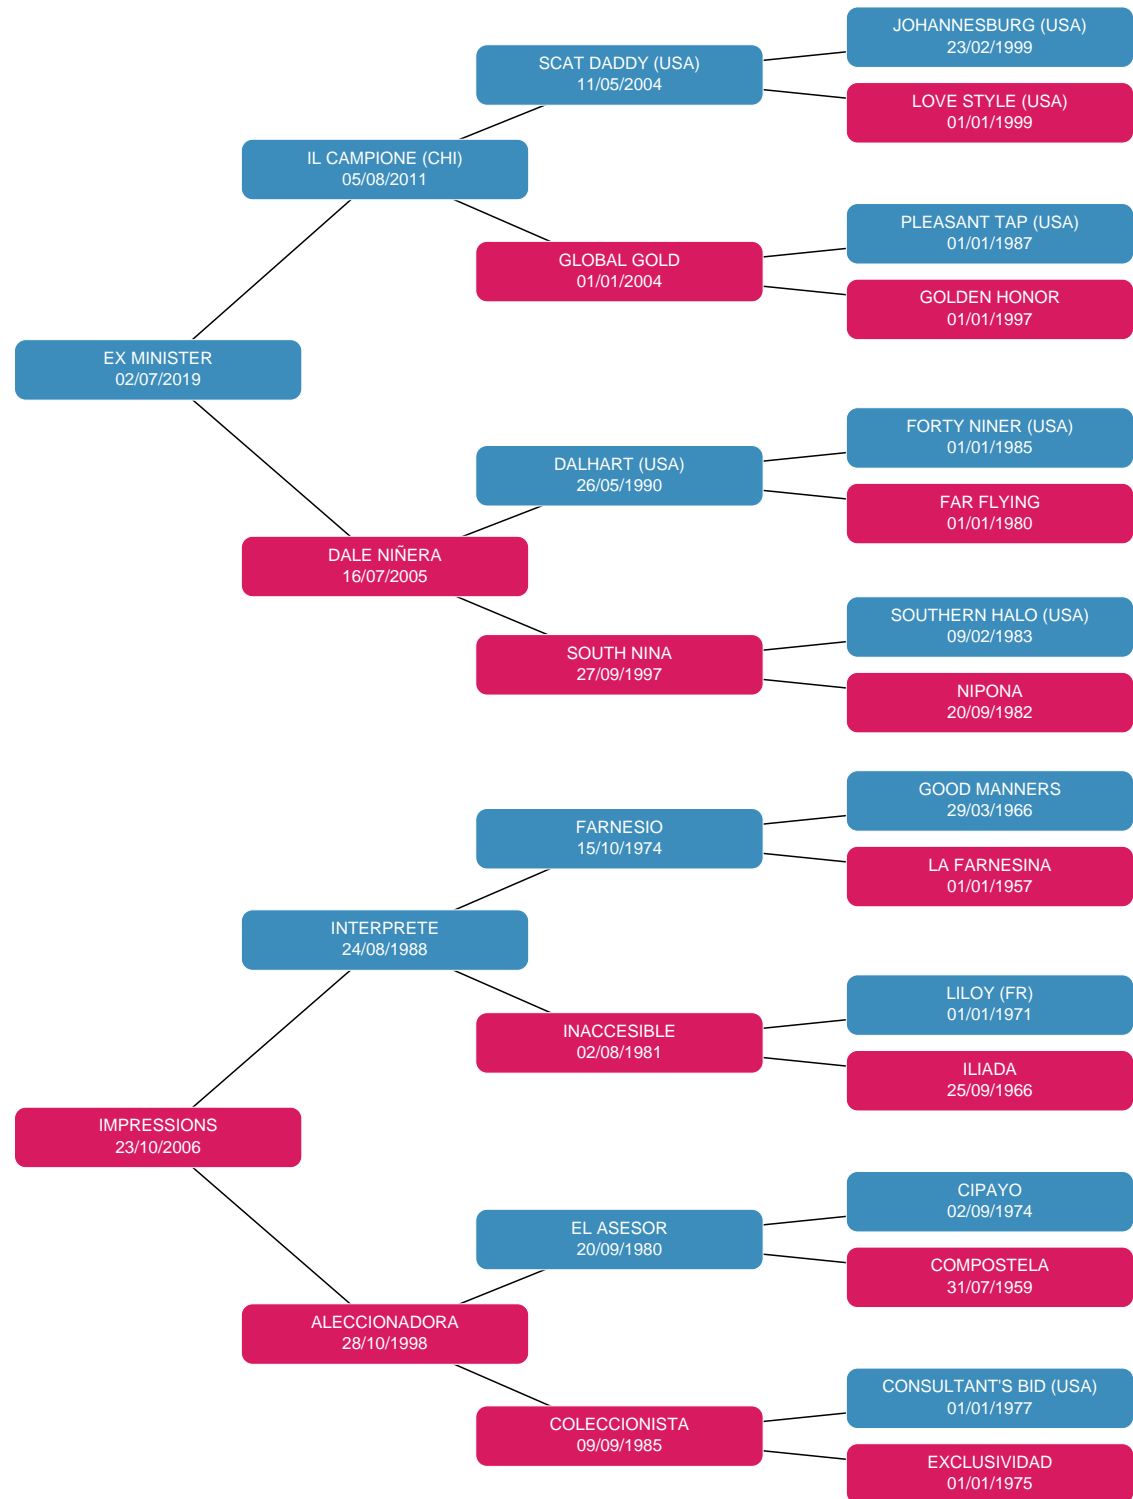 JOHANNESBURG (USA)
23/02/1999
SCAT DADDY (USA)
11/05/2004
LOVE STYLE (USA)
01/01/1999
IL CAMPIONE (CHI)
05/08/2011
PLEASANT TAP (USA)
01/01/1987
GLOBAL GOLD
01/01/2004
GOLDEN HONOR
01/01/1997
EX MINISTER
02/07/2019
FORTY NINER (USA)
01/01/1985
DALHART (USA)
26/05/1990
FAR FLYING
01/01/1980
DALE NIÑERA
16/07/2005
SOUTHERN HALO (USA)
09/02/1983
SOUTH NINA
27/09/1997
NIPONA
20/09/1982
GOOD MANNERS
29/03/1966
FARNESIO
15/10/1974
LA FARNESINA
01/01/1957
INTERPRETE
24/08/1988
LILOY (FR)
01/01/1971
INACCESIBLE
02/08/1981
ILIADA
25/09/1966
IMPRESSIONS
23/10/2006
CIPAYO
02/09/1974
EL ASESOR
20/09/1980
COMPOSTELA
31/07/1959
ALECCIONADORA
28/10/1998
CONSULTANT'S BID (USA)
01/01/1977
COLECCIONISTA
09/09/1985
EXCLUSIVIDAD
01/01/1975